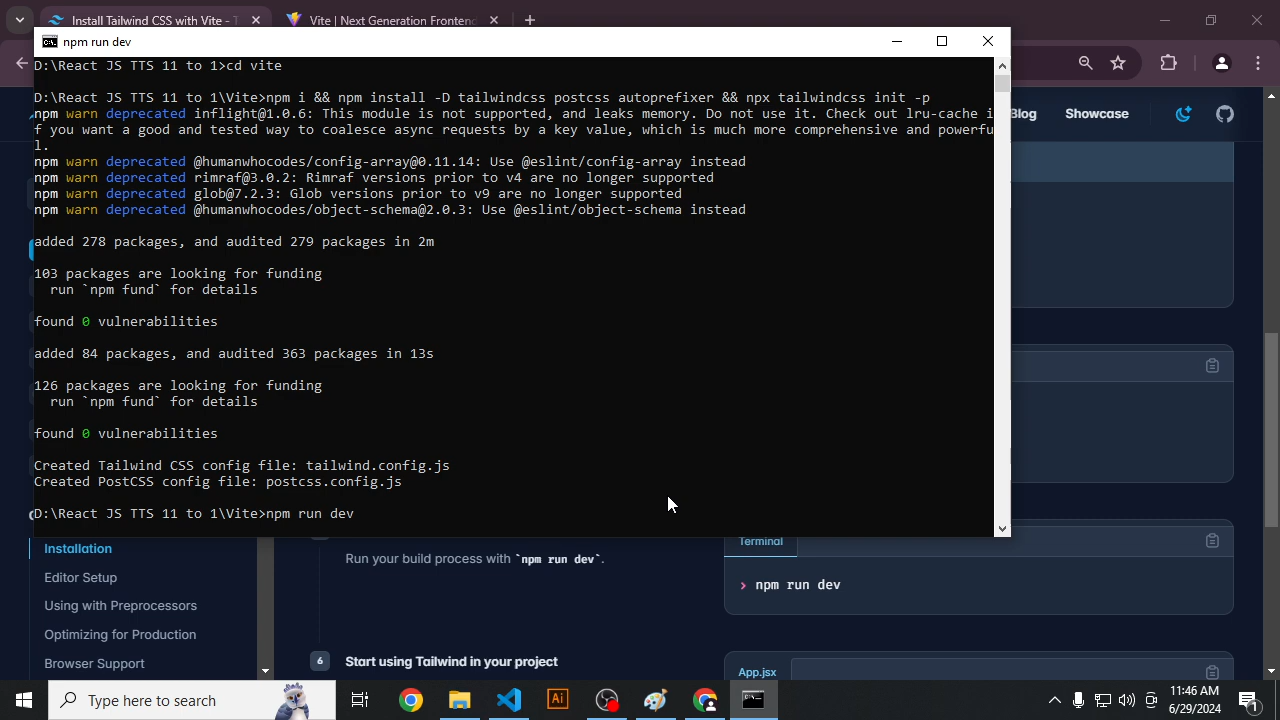 Install Tailwind CSS with Vite -
Vite | Next Generation Frontend
npm run dev
D:\React JS TTS 11 to 1>cd vite
D:\React JS TTS 11 to 1\Vite>npm i && npm install -D tailwindcss postcss autoprefixer && npx tailwindcss init -p
npm warn deprecated inflight@1.0.6: This module is not supported, and leaks memory. Do not use it. Check out lru-cache i
f you want a good and tested way to coalesce async requests by a key value, which is much more comprehensive and powerfu
l.
npm warn deprecated @humanwhocodes/config-array@0.11.14: Use @eslint/config-array instead
npm warn deprecated rimraf@3.0.2: Rimraf versions prior to v4 are no longer supported
npm warn deprecated glob@7.2.3: Glob versions prior to v9 are no longer supported
npm warn deprecated @humanwhocodes/object-schema@2.0.3: Use @eslint/object-schema instead
added 278 packages, and audited 279 packages in 2m
103 packages are looking for funding
run `npm fund` for details
found 0 vulnerabilities
added 84 packages, and audited 363 packages in 13s
126 packages are looking for funding
run `npm fund` for details
found 0 vulnerabilities
Created Tailwind CSS config file: tailwind.config.js
Created PostCSS config file: postcss.config.js
D:\React JS TTS 11 to 1\Vite>npm run dev
Blog
Showcase
Installation
Editor Setup
Using with Preprocessors
Optimizing for Production
Browser Support
Run your build process with `npm run dev`.
Terminal
> npm run dev
6
Start using Tailwind in your project
App.jsx
Type here to search
Ai
11:45 AM
6/29/2024
1